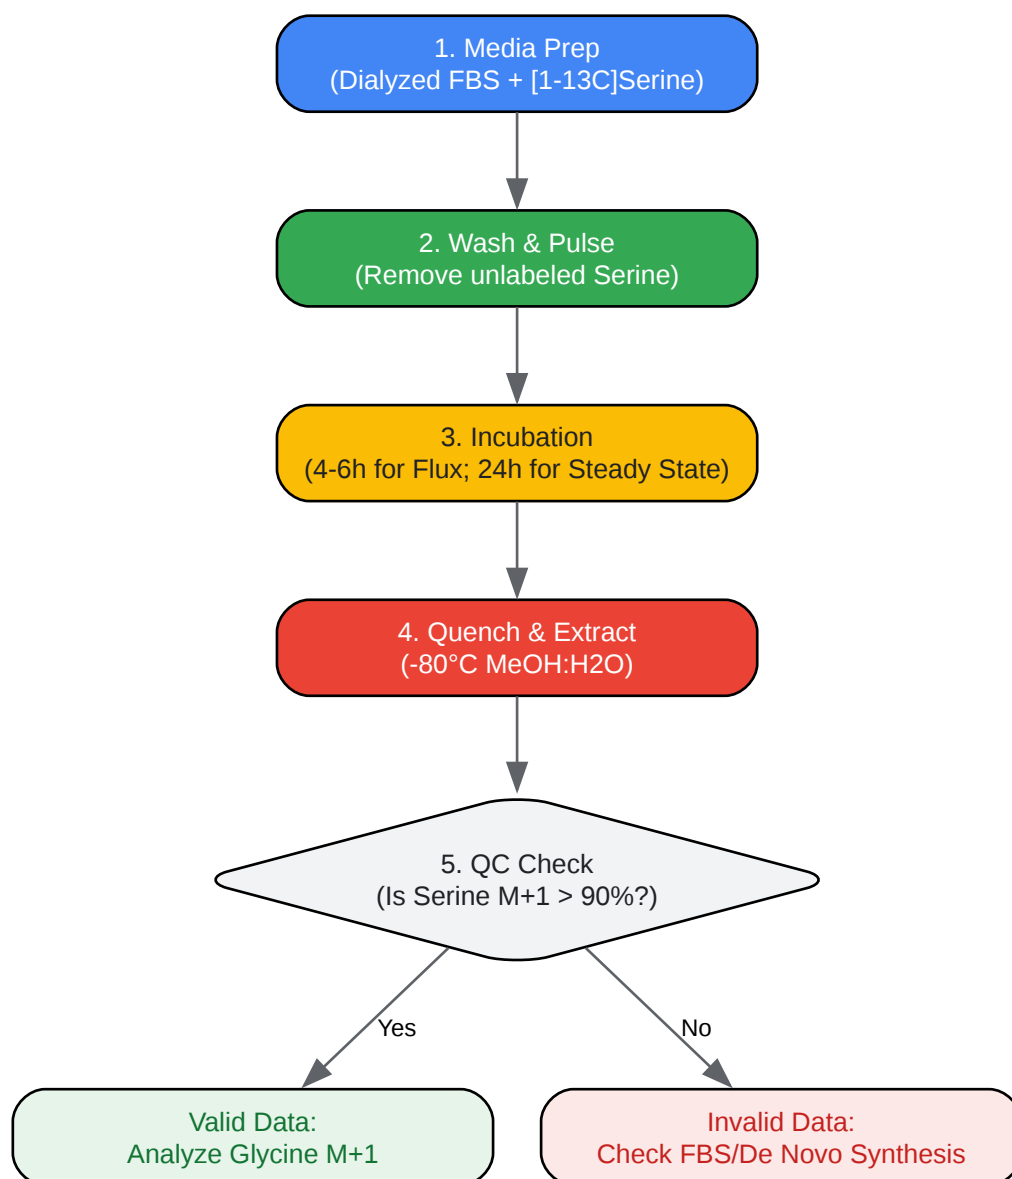 1. Media Prep
(Dialyzed FBS + [1-13C]Serine)
2. Wash & Pulse
(Remove unlabeled Serine)
3. Incubation
(4-6h for Flux; 24h for Steady State)
4. Quench & Extract
(-80°C MeOH:H2O)
5. QC Check
(Is Serine M+1 > 90%?)
Yes
No
Valid Data:
Analyze Glycine M+1
Invalid Data:
Check FBS/De Novo Synthesis